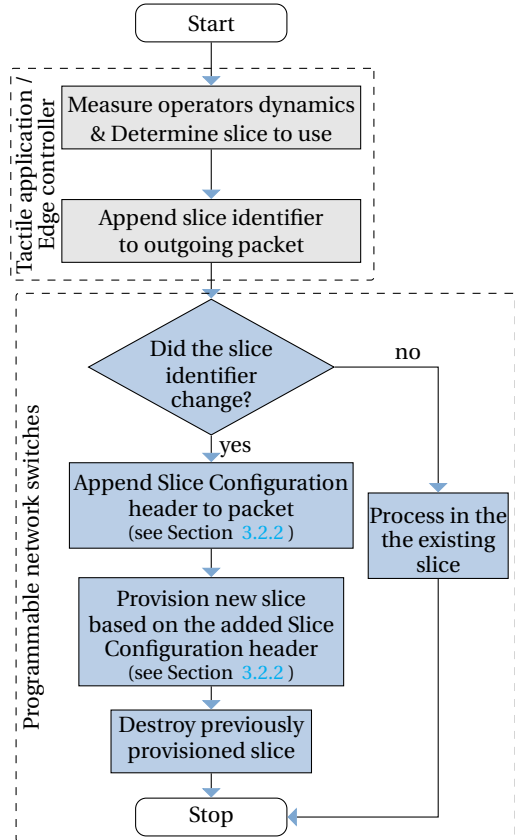 Start
Tactile application /
Edge controller
Measure operators dynamics
& Determine slice to use
Append slice identifier
to outgoing packet
Programmable network switches
Did the slice
identifier
change?
no
yes
Append Slice Configuration
header to packet
(see Section 3.2.2 )
Process in the
the existing
slice
Provision new slice
based on the added Slice
Configuration header
(see Section 3.2.2 )
Destroy previously
provisioned slice
Stop